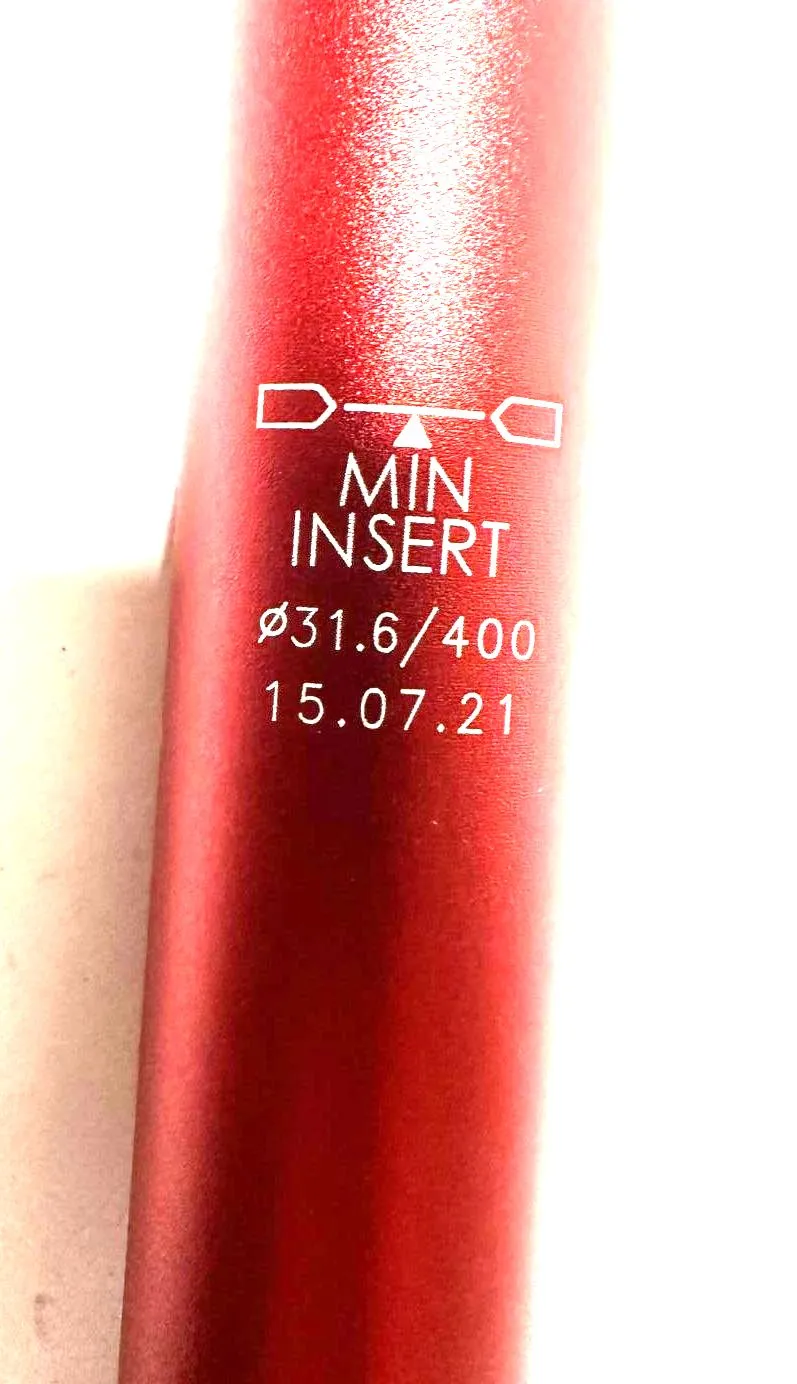 MIN
INSERT
ø31.6/400
15.07.21